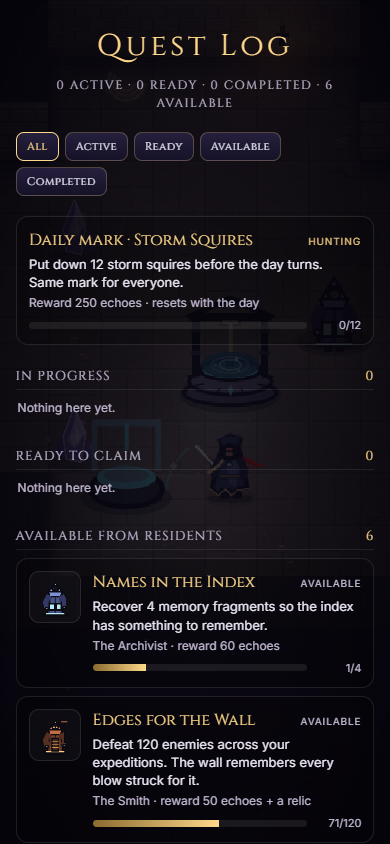 Quest Log
0 ACTIVE · 0 READY · 0 COMPLETED · 6
AVAILABLE
All Active Ready Available
Completed
Daily mark · Storm Squires HUNTING
Put down 12 storm squires before the day turns.
Same mark for everyone.
Reward 250 echoes · resets with the day
0/12
IN PROGRESS 0
Nothing here yet.
READY TO CLAIM 0
Nothing here yet.
AVAILABLE FROM RESIDENTS 6
Names in the Index AVAILABLE
Recover 4 memory fragments so the index
has something to remember.
The Archivist · reward 60 echoes
1/4
Edges for the Wall AVAILABLE
Defeat 120 enemies across your
expeditions. The wall remembers every
blow struck for it.
The Smith · reward 50 echoes + a relic
71/120